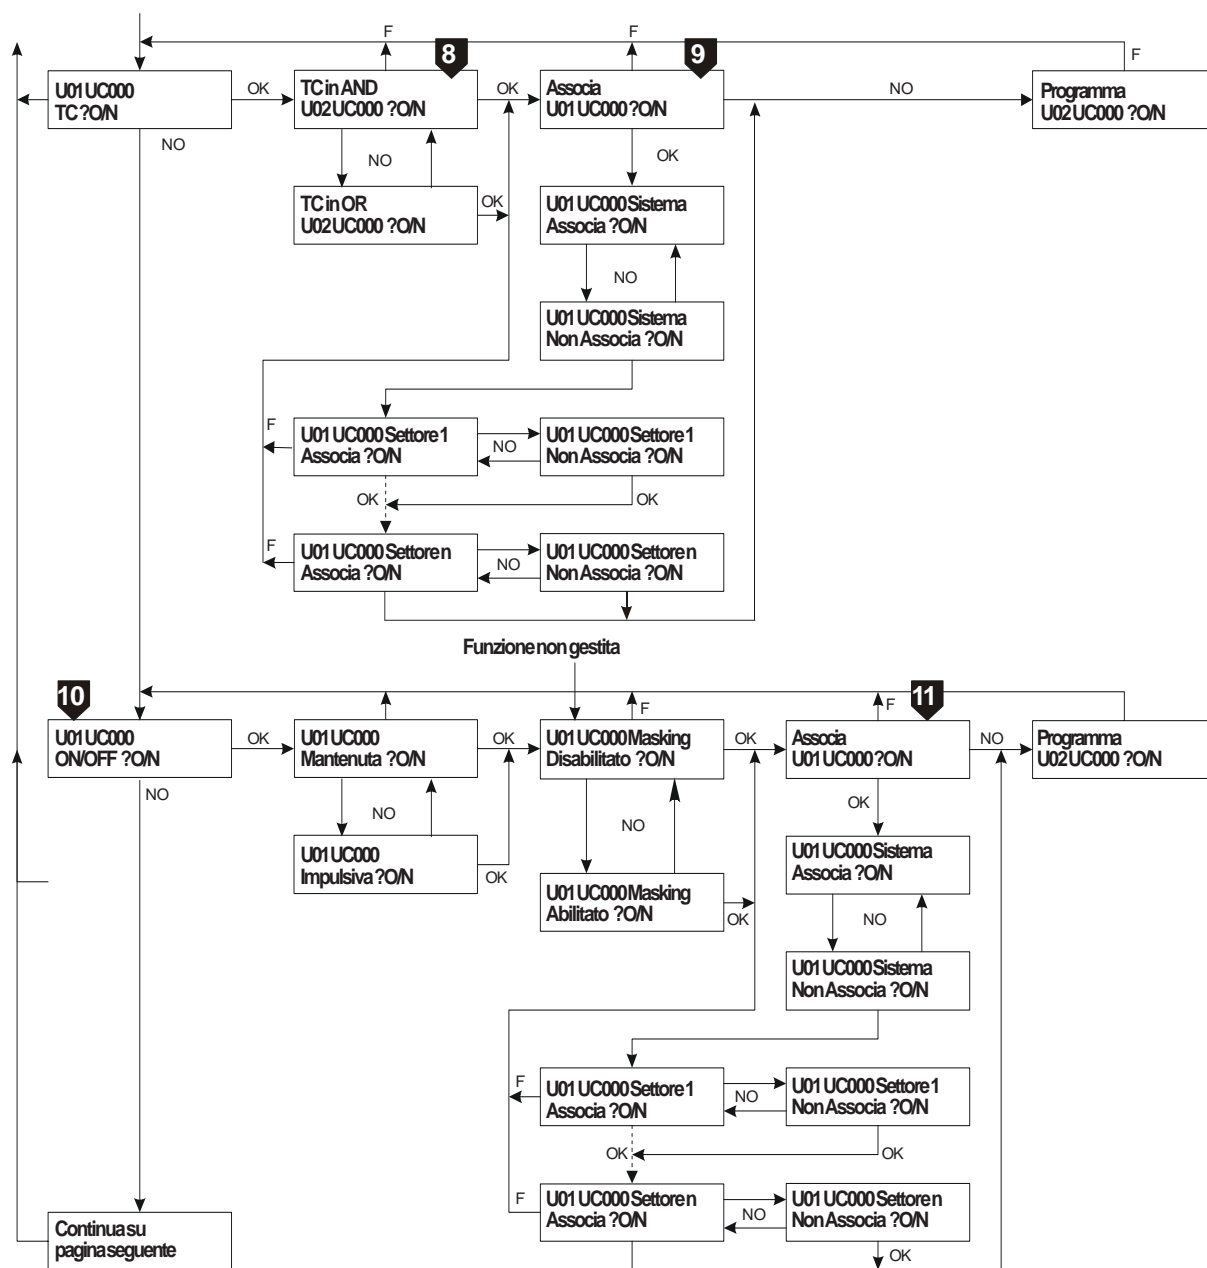 F
F
F
F
8
9
U01 UC000
TC ?O/N
OK
TC in AND
U02 UC000 ?O/N
OK
Associa
U01 UC000 ?O/N
NO
Programma
U02 UC000 ?O/N
NO
NO
OK
TC in OR
U02 UC000 ?O/N
OK
U01 UC000 Sistema
Associa ?O/N
NO
U01 UC000 Sistema
Non Associa ?O/N
F
U01 UC000 Settore 1
Associa ?O/N
NO
U01 UC000 Settore 1
Non Associa ?O/N
OK
OK
F
U01 UC000 Settore n
Associa ?O/N
NO
U01 UC000 Settore n
Non Associa ?O/N
Funzione non gestita
10
11
F
F
U01 UC000
ON/OFF ?O/N
OK
U01 UC000
Mantenuta ?O/N
OK
U01 UC000 Masking
Disabilitato ?O/N
OK
Associa
U01 UC000 ?O/N
NO
Programma
U02 UC000 ?O/N
NO
NO
NO
OK
U01 UC000
Impulsiva ?O/N
OK
U01 UC000 Masking
Abilitato ?O/N
OK
U01 UC000 Sistema
Associa ?O/N
NO
U01 UC000 Sistema
Non Associa ?O/N
F
U01 UC000 Settore 1
Associa ?O/N
NO
U01 UC000 Settore 1
Non Associa ?O/N
OK
OK
F
U01 UC000 Settore n
Associa ?O/N
NO
U01 UC000 Settore n
Non Associa ?O/N
OK
Continua su
pagina seguente